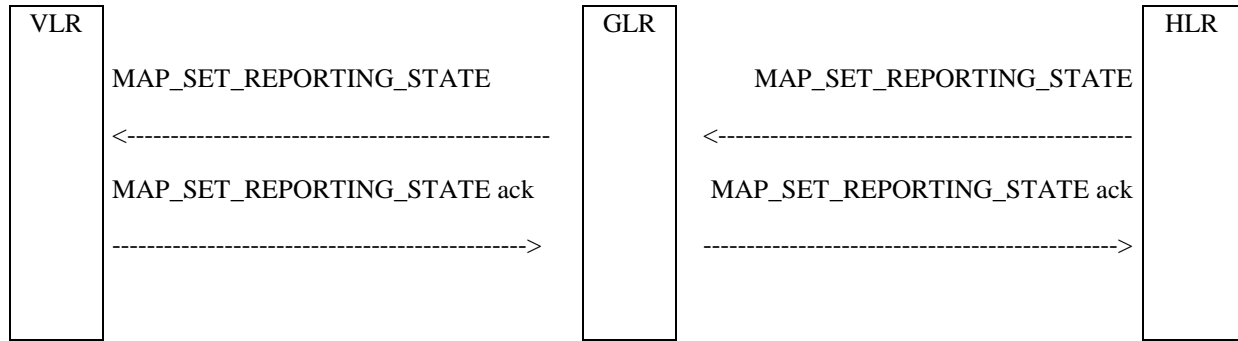 VLR GLR HLR
MAP_SET_REPORTING_STATE MAP_SET_REPORTING_STATE
<------------------------------------------------- <------------------------------------------------
MAP_SET_REPORTING_STATE ack MAP_SET_REPORTING_STATE ack
------------------------------------------------> ------------------------------------------------>